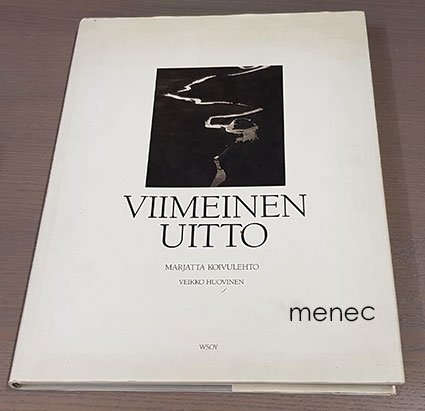 VIIMEINEN
UITTO
MARJATTA KOIVULEHTO
VEIKKO HUOVINEN
menec
WSOY